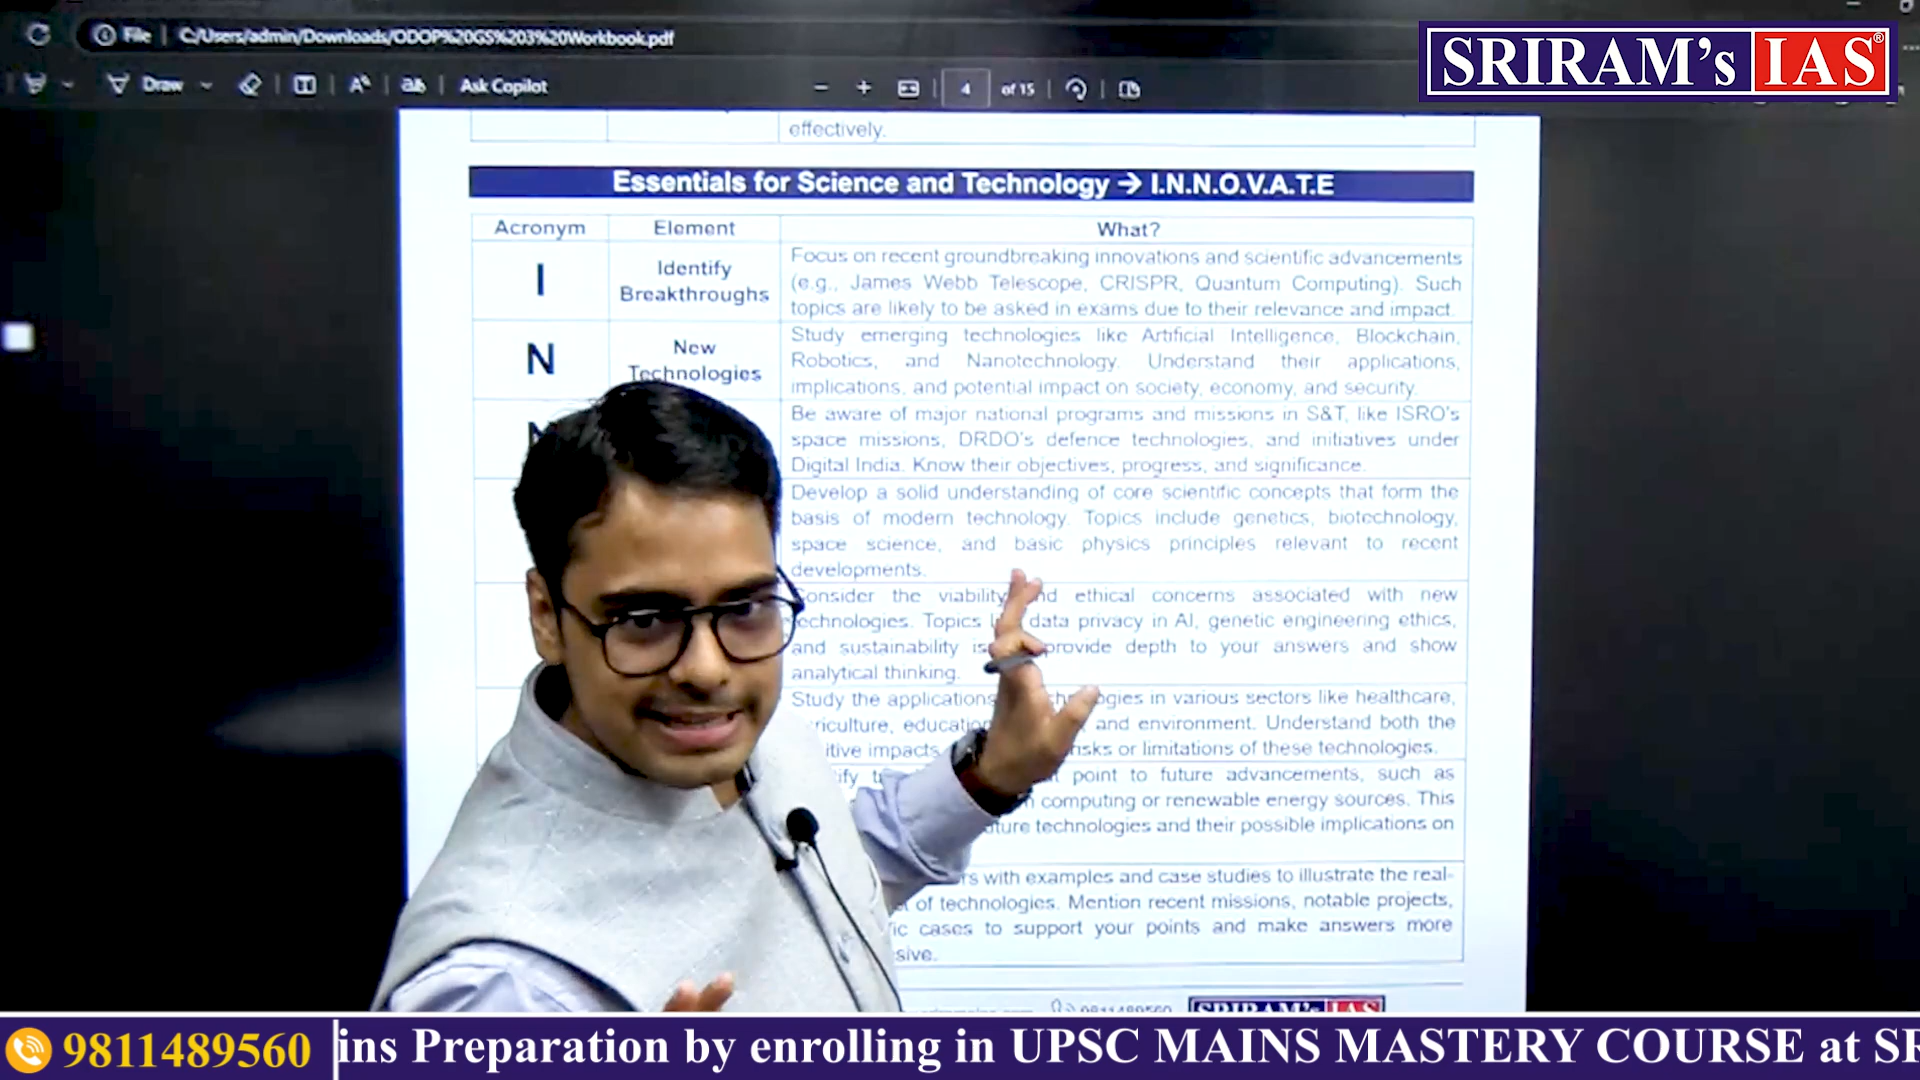 File C:/Users/admin/Downloads/ODOP%20GS%203%20Workbook.pdf
SRIRAM's IAS®
Draw Ask Copilot 4 of 15
effectively.
Essentials for Science and Technology → I.N.N.O.V.A.T.E
Acronym Element What?
I
Identify
Breakthroughs
Focus on recent groundbreaking innovations and scientific advancements
(e.g., James Webb Telescope, CRISPR, Quantum Computing). Such
topics are likely to be asked in exams due to their relevance and impact.
N
New
Technologies
Study emerging technologies like Artificial Intelligence, Blockchain,
Robotics, and Nanotechnology. Understand their applications,
implications, and potential impact on society, economy, and security.
N
Be aware of major national programs and missions in S&T, like ISRO's
space missions, DRDO's defence technologies, and initiatives under
Digital India. Know their objectives, progress, and significance.
Develop a solid understanding of core scientific concepts that form the
basis of modern technology. Topics include genetics, biotechnology,
space science, and basic physics principles relevant to recent
developments.
Consider the viability and ethical concerns associated with new
technologies. Topics data privacy in AI, genetic engineering ethics,
and sustainability provide depth to your answers and show
analytical thinking.
Study the applications in various sectors like healthcare,
and environment. Understand both the
impacts risks or limitations of these technologies.
point to future advancements, such as
computing or renewable energy sources. This
technologies and their possible implications on
with examples and case studies to illustrate the real-
of technologies. Mention recent missions, notable projects,
cases to support your points and make answers more
SRIRAM's IAS
9811489560
ins Preparation by enrolling in UPSC MAINS MASTERY COURSE at SR